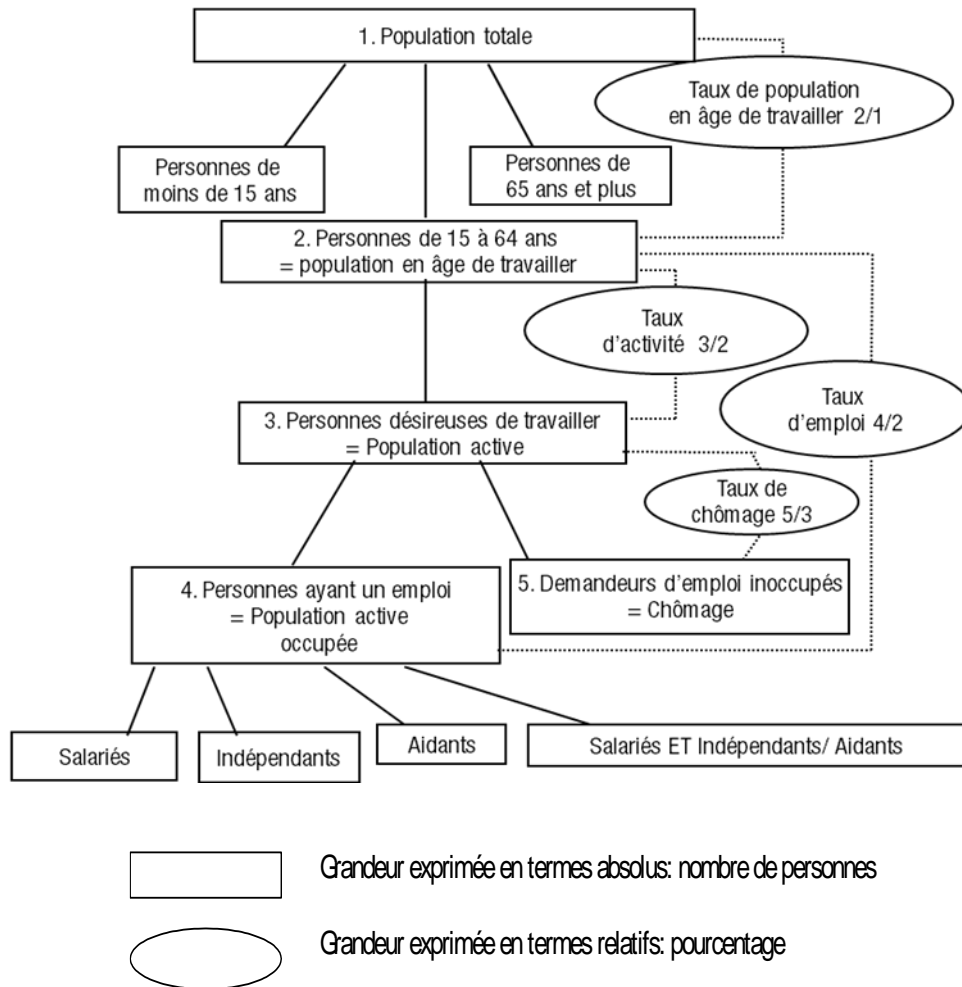 1. Population totale
Taux de population
en âge de travailler 2/1
Personnes de
moins de 15 ans
Personnes de
65 ans et plus
2. Personnes de 15 à 64 ans
= population en âge de travailler
Taux
d'activité 3/2
Taux
d'emploi 4/2
3. Personnes désireuses de travailler
= Population active
Taux de
chômage 5/3
4. Personnes ayant un emploi
= Population active
occupée
5. Demandeurs d'emploi inoccupés
= Chômage
Salariés
Indépendants
Aidants
Salariés ET Indépendants/ Aidants
Grandeur exprimée en termes absolus: nombre de personnes
Grandeur exprimée en termes relatifs: pourcentage